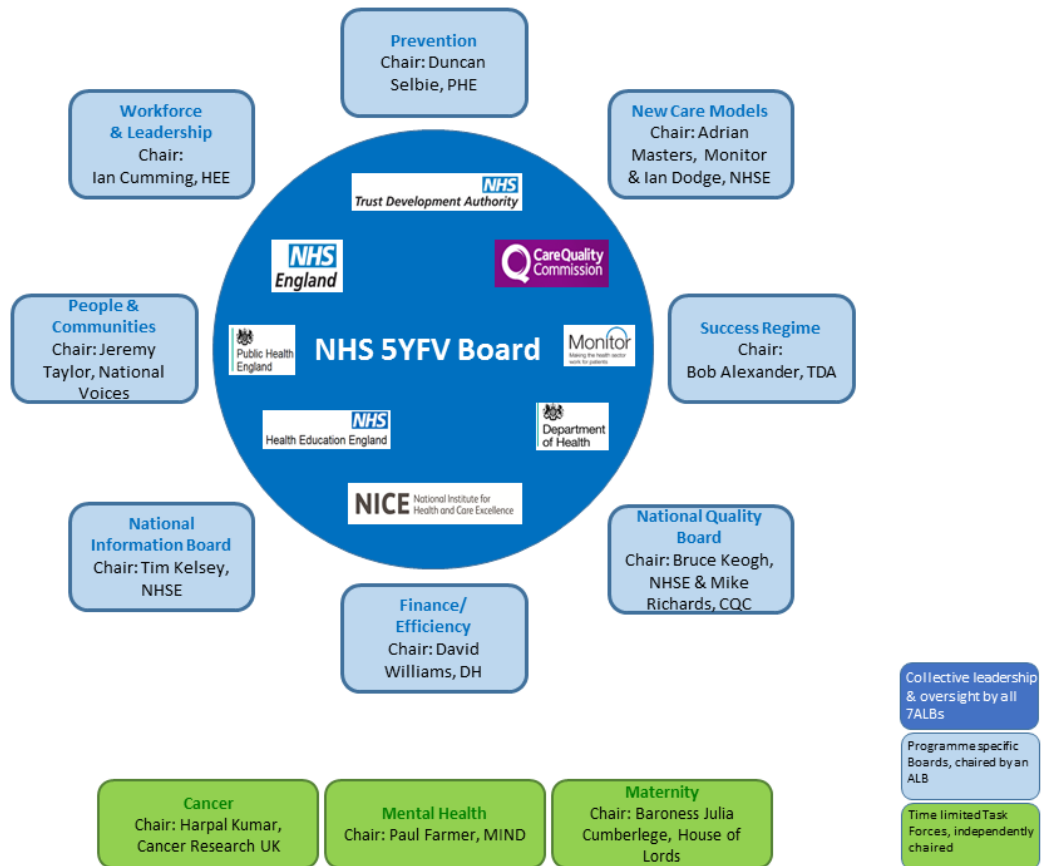 Prevention
Chair: Duncan
Selbie, PHE
Workforce
& Leadership
Chair:
Ian Cumming, HEE
New Care Models
Chair: Adrian
Masters, Monitor
& Ian Dodge, NHSE
NHS
Trust Development Authority
NHS
England
CareQuality
Commission
People &
Communities
Chair: Jeremy
Taylor, National
Voices
Public Health
England
NHS 5YFV Board
Monitor
Making the health sector
work for patients
Success Regime
Chair:
Bob Alexander, TDA
NHS
Health Education England
Department
of Health
NICE National Institute for
Health and Care Excellence
National
Information Board
Chair: Tim Kelsey,
NHSE
National Quality
Board
Chair: Bruce Keogh,
NHSE & Mike
Richards, CQC
Finance/
Efficiency
Chair: David
Williams, DH
Collective leadership
& oversight by all
7ALBs
Programme specific
Boards, chaired by an
ALB
Time limited Task
Forces, independently
chaired
Cancer
Chair: Harpal Kumar,
Cancer Research UK
Mental Health
Chair: Paul Farmer, MIND
Maternity
Chair: Baroness Julia
Cumberlege, House of
Lords